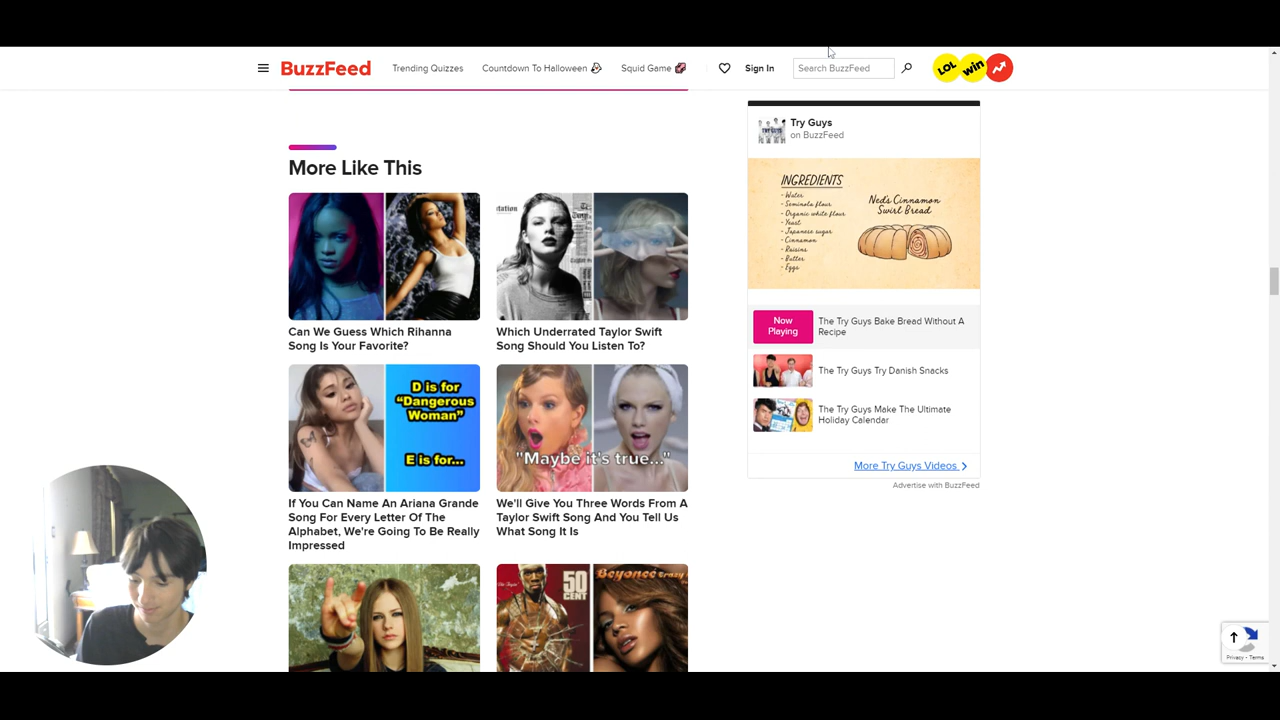 BuzzFeed
Trending Quizzes
Countdown To Halloween
Squid Game
Sign In
Search BuzzFeed
LOL
win
More Like This
tation
Can We Guess Which Rihanna
Song Is Your Favorite?
Which Underrated Taylor Swift
Song Should You Listen To?
D is for
“Dangerous
Woman”
E is for...
"Maybe it's true..."
If You Can Name An Ariana Grande
Song For Every Letter Of The
Alphabet, We're Going To Be Really
Impressed
We'll Give You Three Words From A
Taylor Swift Song And You Tell Us
What Song It Is
50
CENT
Beyoncé
Crazy
Try Guys
on BuzzFeed
INGREDIENTS
- Water
- Seminola flour
- Organic white flour
- Yeast
- Japanese sugar
- Cinnamon
- Raisins
- Butter
- Eggs
Ned's Cinnamon
Swirl Bread
Now
Playing
The Try Guys Bake Bread Without A
Recipe
The Try Guys Try Danish Snacks
The Try Guys Make The Ultimate
Holiday Calendar
More Try Guys Videos
Advertise with BuzzFeed
Privacy - Terms